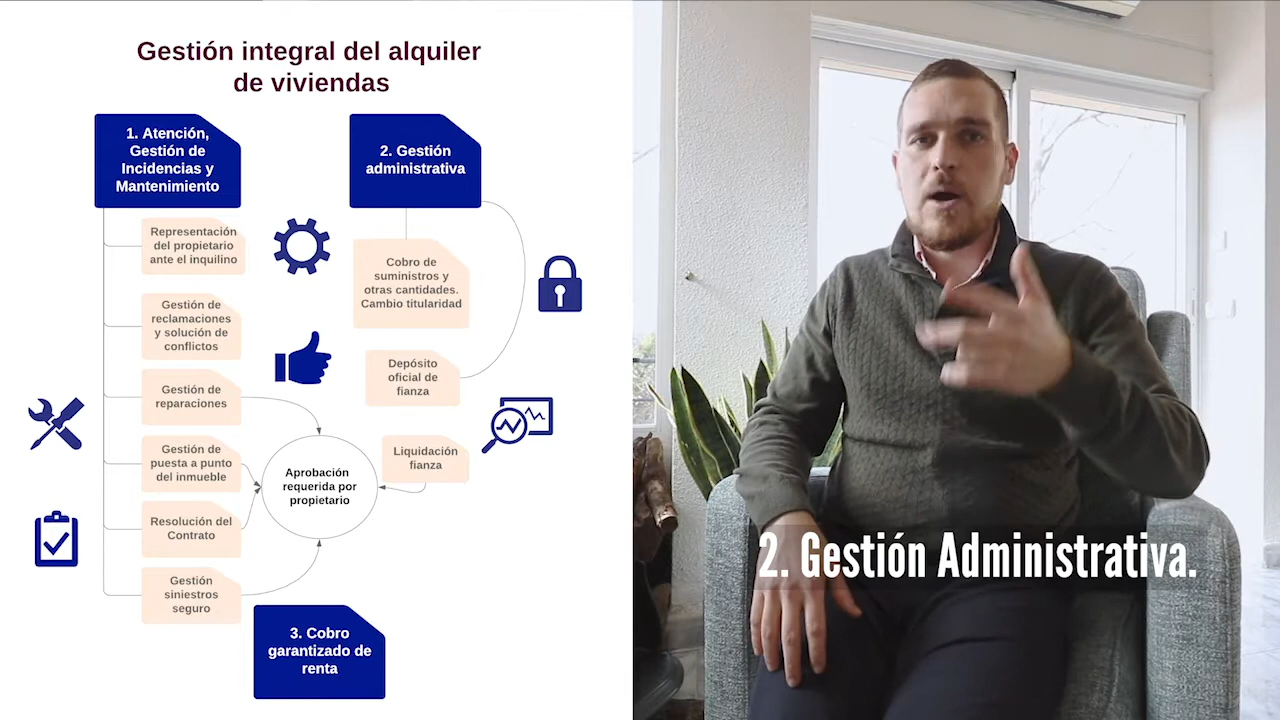 Gestión integral del alquiler
de viviendas
1. Atención,
Gestión de
Incidencias y
Mantenimiento
Representación
del propietario
ante el inquilino
Gestión de
reclamaciones
y solución de
conflictos
Gestión de
reparaciones
Gestión de
puesta a punto
del inmueble
Resolución del
Contrato
Gestión
siniestros
seguro
2. Gestión
administrativa
Cobro de
suministros y
otras cantidades.
Cambio titularidad
Depósito
oficial de
fianza
Liquidación
fianza
Aprobación
requerida por
propietario
3. Cobro
garantizado de
renta
2. Gestión Administrativa.